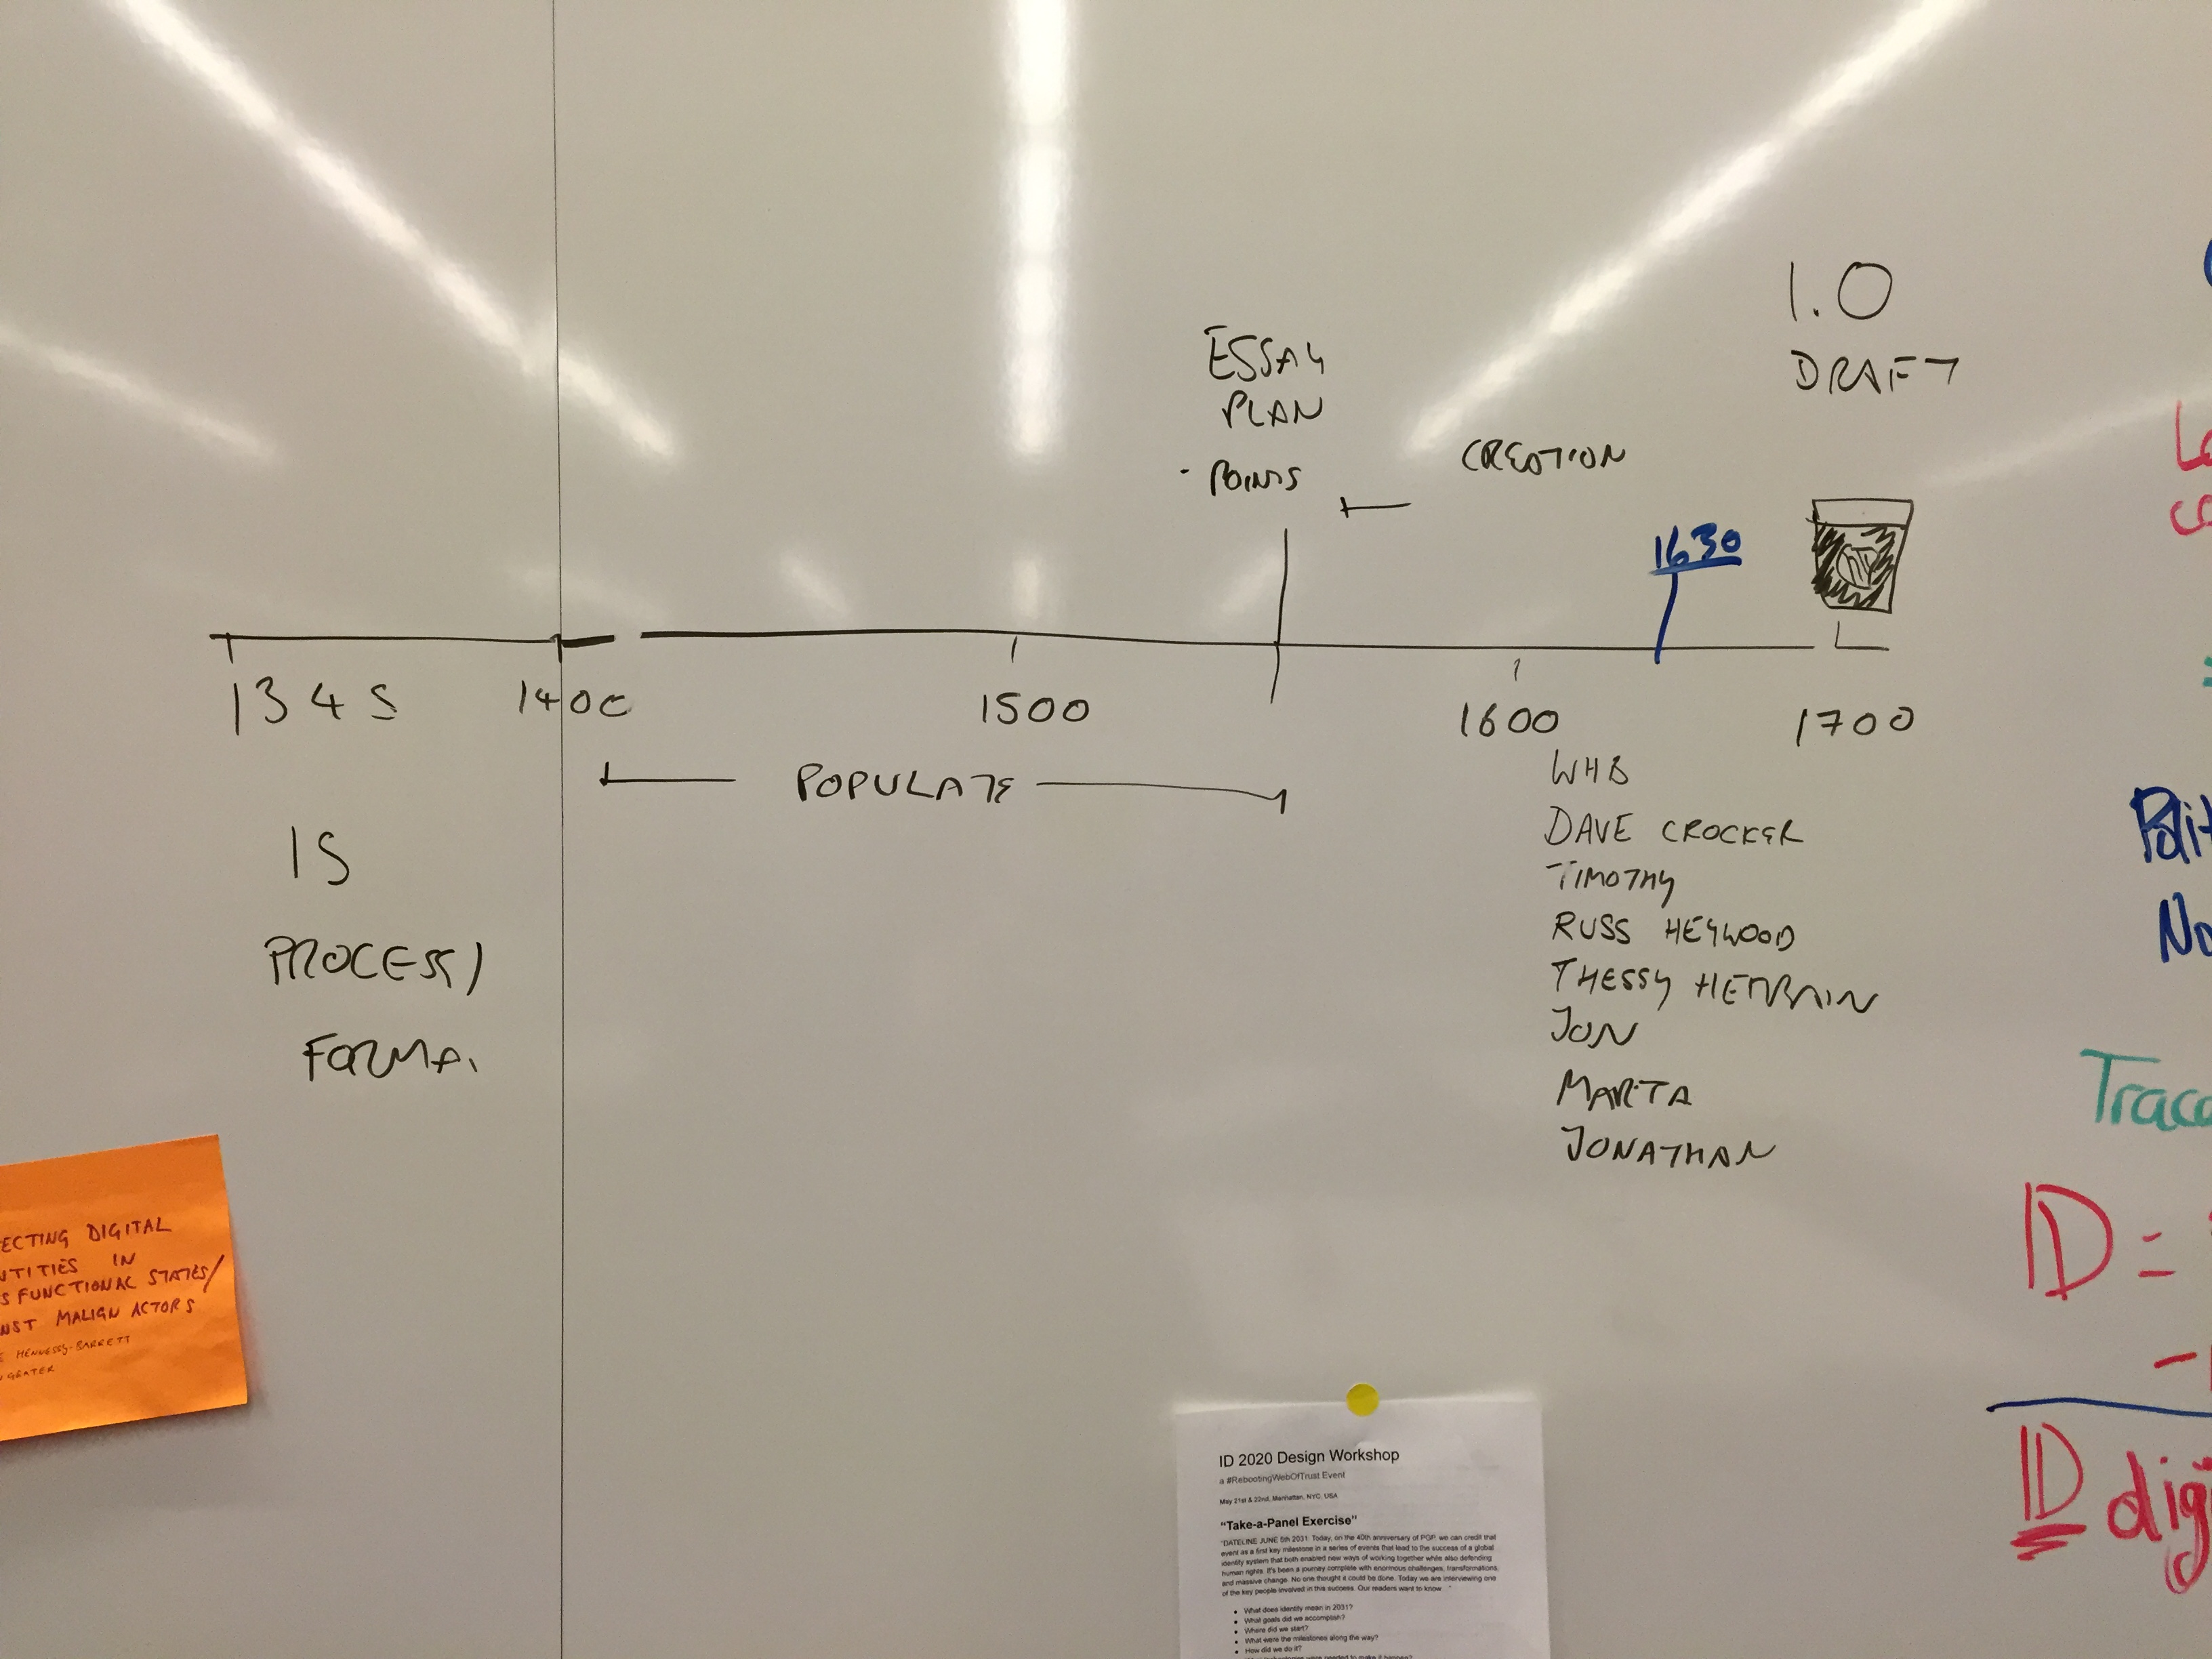 1.0
DRAFT
ESSAY
PLAN
- POINTS
CREATION
1630
1345
1400
1500
1600
1700
POPULATE
IS
PROCESS/
FORMA
WHB
DAVE CROCKER
TIMOTHY
RUSS HEYWOOD
THESSY
JON
MARTA
JONATHAN
Polit
No
Trac
ID =
ID dig
ECTING DIGITAL
NTITIES IN
SFUNCTIONAL STATES/
NST MALIGN ACTORS
E HENNESSY-BARRETT
GEATER
ID 2020 Design Workshop
a #RebootingWebOfTrust Event
May 21st & 22nd, Manhattan, NYC, USA
"Take-a-Panel Exercise"
"DATELINE JUNE 5th 2031: Today, on the 40th anniversary of PGP, we can credit that
event as a first key milestone in a series of events that lead to the success of a global
identity system that both enabled new ways of working together while also defending
human rights. It's been a journey complete with enormous challenges, transformations,
and massive change. No one thought it could be done. Today we are interviewing one
of the key people involved in this success. Our readers want to know..."
• What does identity mean in 2031?
• What goals did we accomplish?
• Where did we start?
• What were the milestones along the way?
• How did we do it?